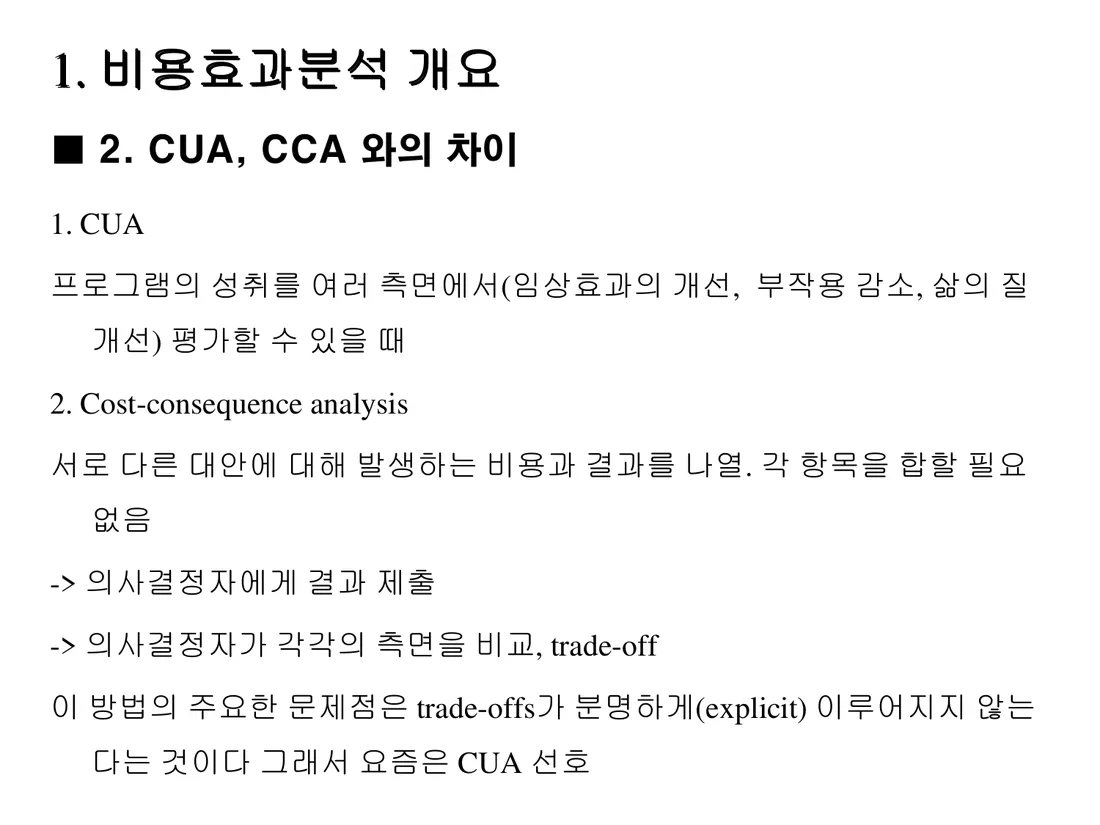 1. 비용효과분석 개요
■ 2. CUA, CCA 와의 차이
1. CUA
프로그램의 성취를 여러 측면에서(임상효과의 개선, 부작용 감소, 삶의 질
개선) 평가할 수 있을 때
2. Cost-consequence analysis
서로 다른 대안에 대해 발생하는 비용과 결과를 나열. 각 항목을 합할 필요
없음
-> 의사결정자에게 결과 제출
-> 의사결정자가 각각의 측면을 비교, trade-off
이 방법의 주요한 문제점은 trade-offs가 분명하게(explicit) 이루어지지 않는
다는 것이다 그래서 요즘은 CUA 선호